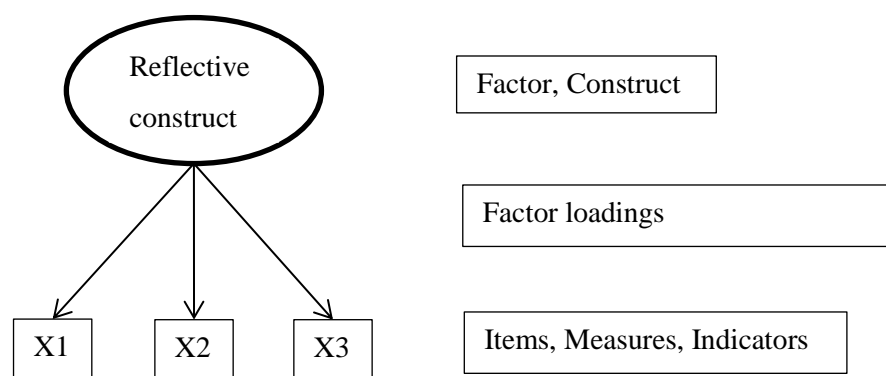 Reflective
construct
Factor, Construct
Factor loadings
X1
X2
X3
Items, Measures, Indicators